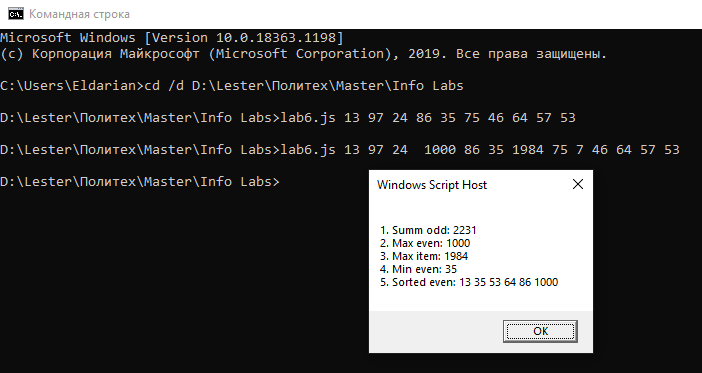 Командная строка
Microsoft Windows [Version 10.0.18363.1198]
(c) Корпорация Майкрософт (Microsoft Corporation), 2019. Все права защищены.
C:\Users\Eldarian>cd /d D:\Lester\Политех\Master\Info Labs
D:\Lester\Политех\Master\Info Labs>lab6.js 13 97 24 86 35 75 46 64 57 53
D:\Lester\Политех\Master\Info Labs>lab6.js 13 97 24  1000 86 35 1984 75 7 46 64 57 53
D:\Lester\Политех\Master\Info Labs>
Windows Script Host
1. Summ odd: 2231
2. Max even: 1000
3. Max item: 1984
4. Min even: 35
5. Sorted even: 13 35 53 64 86 1000
OK